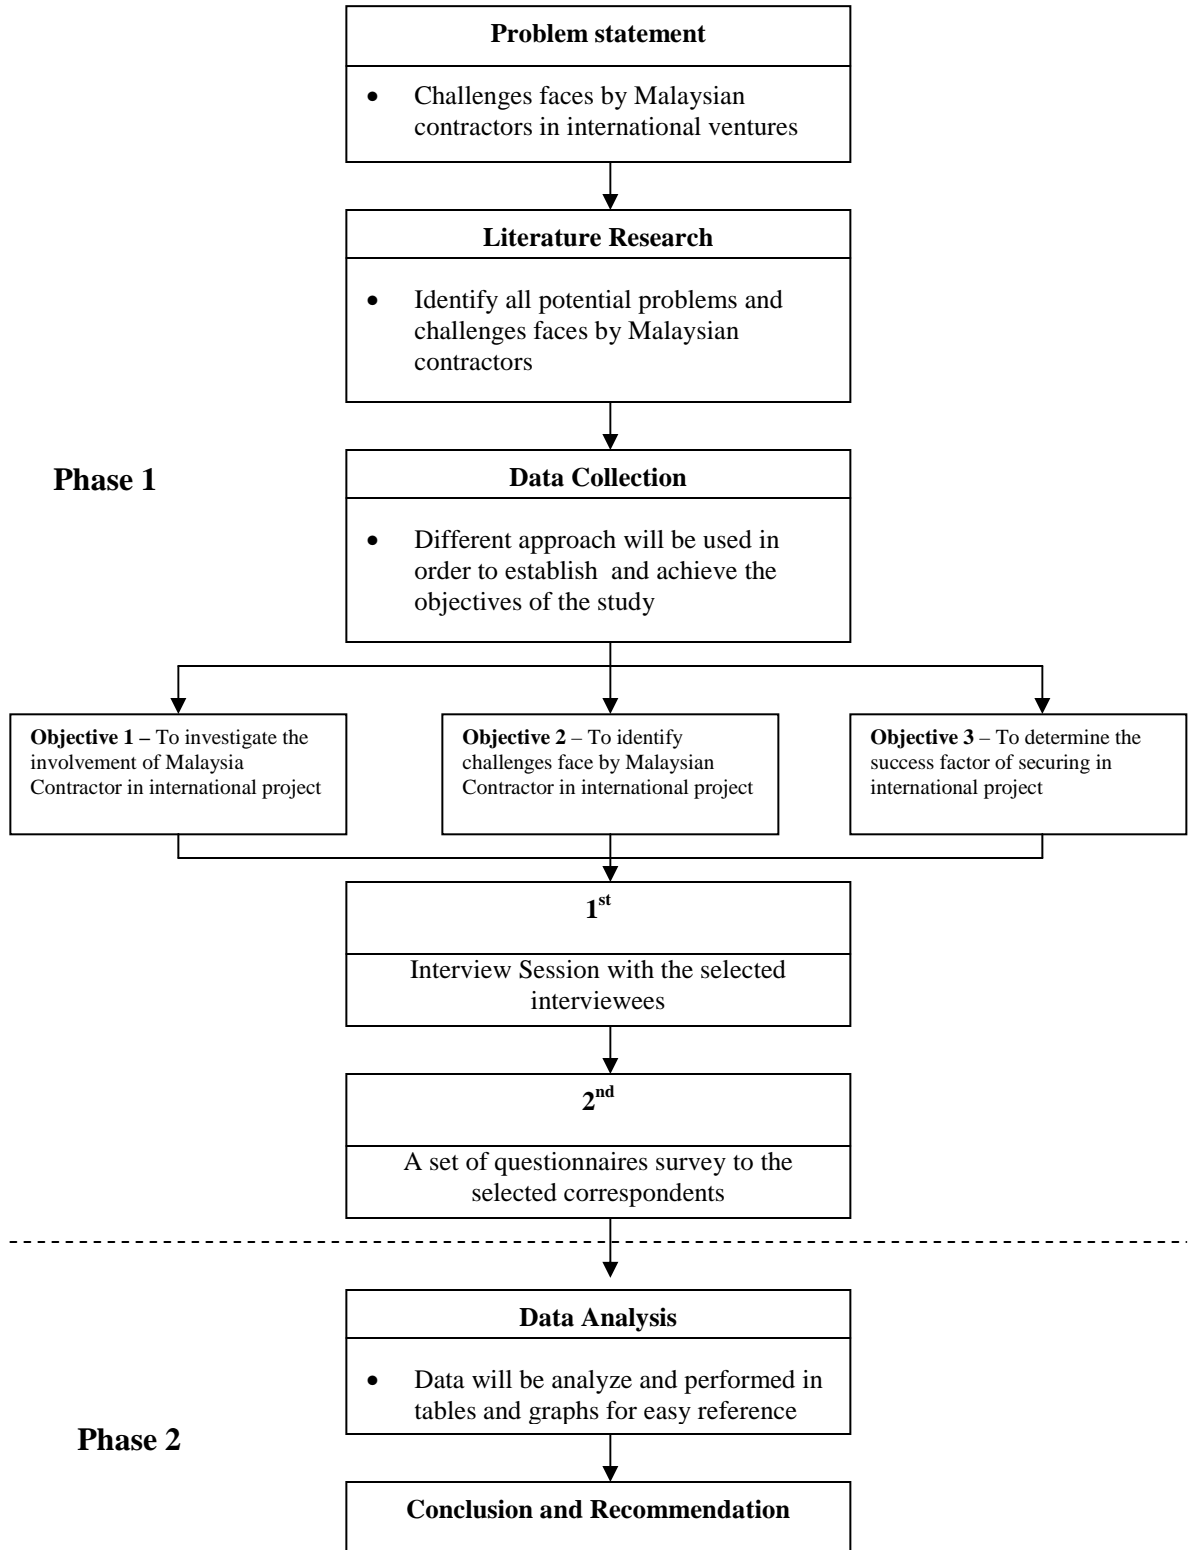 Problem statement
• Challenges faces by Malaysian
contractors in international ventures
Literature Research
• Identify all potential problems and
challenges faces by Malaysian
contractors
Phase 1
Data Collection
• Different approach will be used in
order to establish and achieve the
objectives of the study
Objective 1 – To investigate the
involvement of Malaysia
Contractor in international project
Objective 2 – To identify
challenges face by Malaysian
Contractor in international project
Objective 3 – To determine the
success factor of securing in
international project
1st
Interview Session with the selected
interviewees
2nd
A set of questionnaires survey to the
selected correspondents
Data Analysis
• Data will be analyze and performed in
tables and graphs for easy reference
Phase 2
Conclusion and Recommendation